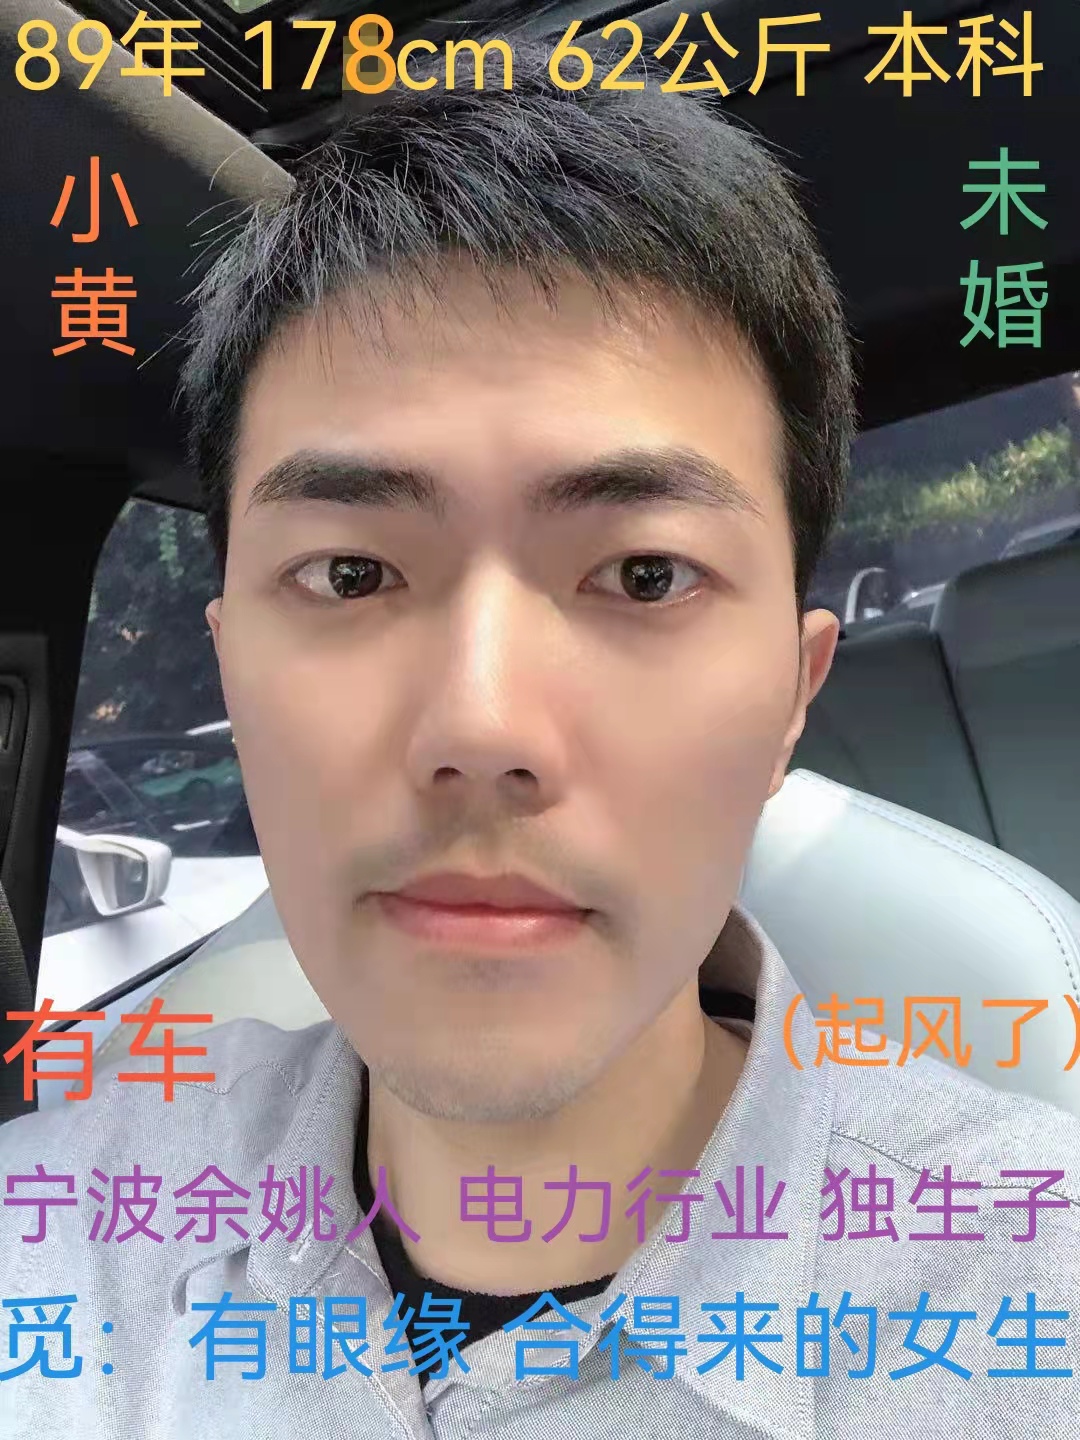 89年 178cm 62公斤 本科
小黄
未婚
有车
（起风了）
宁波余姚人 电力行业 独生子
觅：有眼缘 合得来的女生